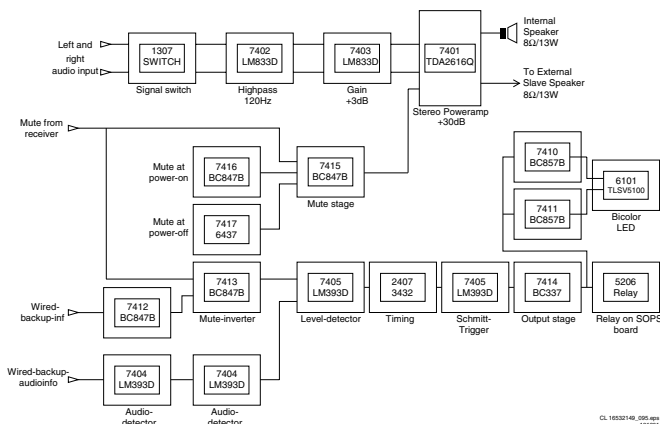 Left and
right
audio input
1307
SWITCH
Signal switch
7402
LM833D
Highpass
120Hz
7403
LM833D
Gain
+3dB
7401
TDA2616Q
Stereo Poweramp
+30dB
Internal
Speaker
8Ω/13W
To External
Slave Speaker
8Ω/13W
Mute from
receiver
Mute at
power-on
7416
BC847B
7415
BC847B
Mute stage
Mute at
power-off
7417
6437
7410
BC857B
7411
BC857B
6101
TLSV5100
Bicolor
LED
Wired-
backup-inf
7412
BC847B
7413
BC847B
Mute-inverter
7405
LM393D
Level-detector
2407
3432
Timing
7405
LM393D
Schmitt-
Trigger
7414
BC337
Output stage
5206
Relay
Relay on SOPS
board
Wired-backup-
audioinfo
7404
LM393D
Audio-
detector
7404
LM393D
Audio-
detector
CL 16532149_095.eps